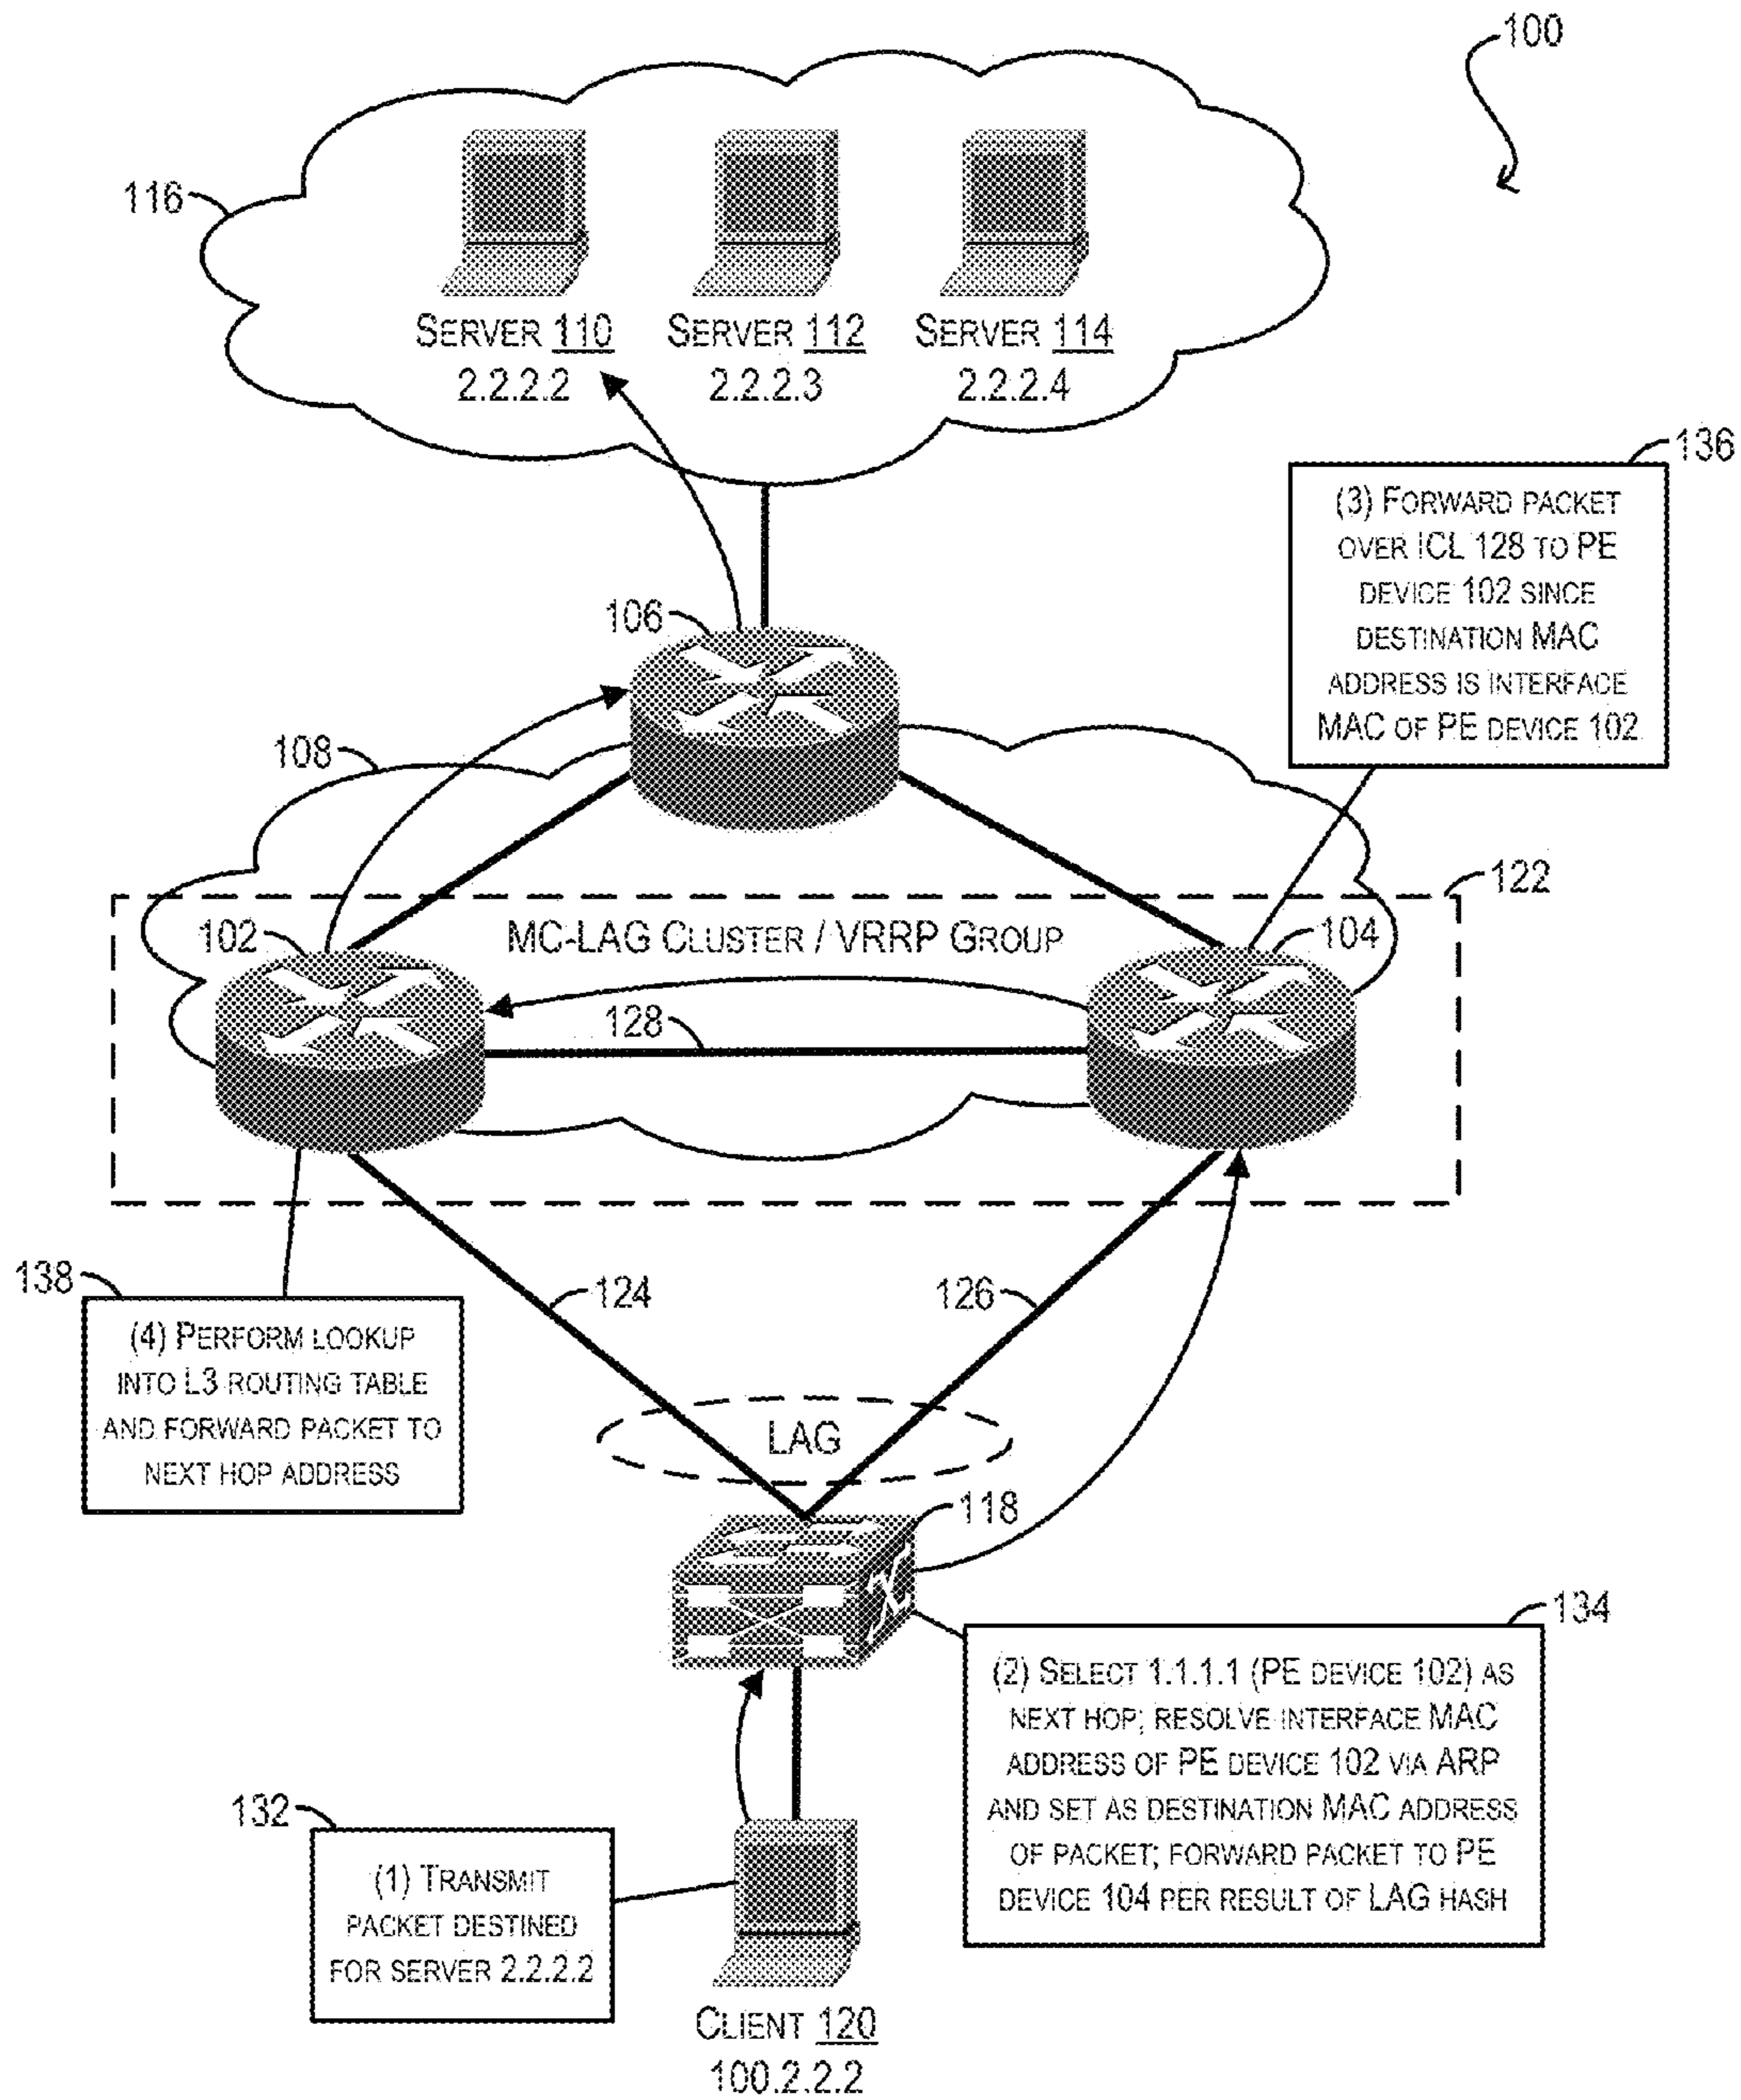 100
116
SERVER 110
2.2.2.2
SERVER 112
2.2.2.3
SERVER 114
2.2.2.4
136
(3) FORWARD PACKET
OVER ICL 128 TO PE
DEVICE 102 SINCE
DESTINATION MAC
ADDRESS IS INTERFACE
MAC OF PE DEVICE 102
106
108
122
102
MC-LAG CLUSTER / VRRP GROUP
104
128
138
(4) PERFORM LOOKUP
INTO L3 ROUTING TABLE
AND FORWARD PACKET TO
NEXT HOP ADDRESS
124
126
LAG
118
134
(2) SELECT 1.1.1.1 (PE DEVICE 102) AS
NEXT HOP; RESOLVE INTERFACE MAC
ADDRESS OF PE DEVICE 102 VIA ARP
AND SET AS DESTINATION MAC ADDRESS
OF PACKET; FORWARD PACKET TO PE
DEVICE 104 PER RESULT OF LAG HASH
132
(1) TRANSMIT
PACKET DESTINED
FOR SERVER 2.2.2.2
CLIENT 120
100.2.2.2